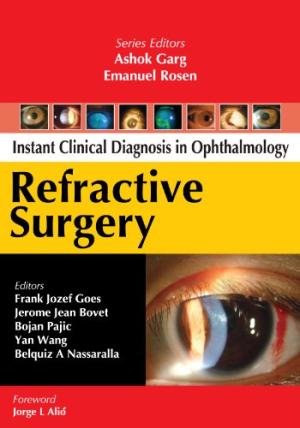 Series Editors
Ashok Garg
Emanuel Rosen
Instant Clinical Diagnosis in Ophthalmology
Refractive
Surgery
Editors
Frank Jozef Goes
Jerome Jean Bovet
Bojan Pajic
Yan Wang
Belquiz A Nassaralla
Foreword
Jorge L Alió